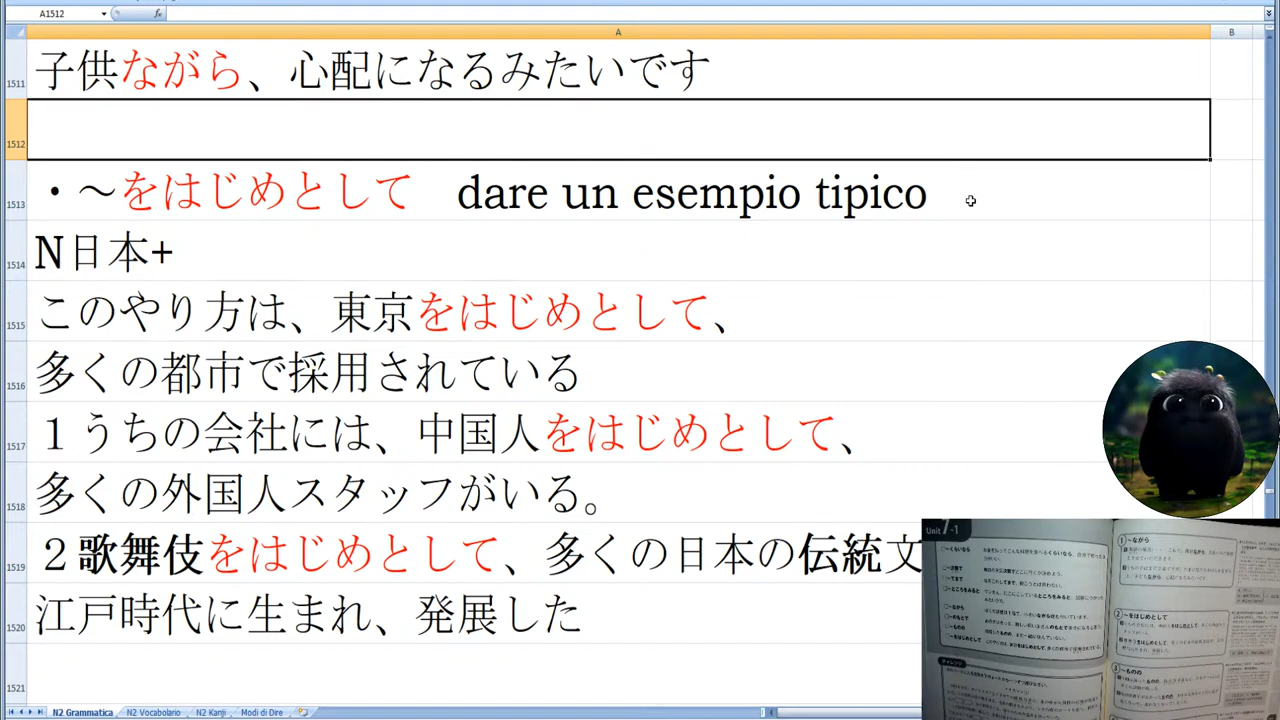 A1512
fx
A
B
1511 子供ながら、心配になるみたいです
1512
1513 ・～をはじめとして dare un esempio tipico
1514 N日本+
1515 このやり方は、東京をはじめとして、
1516 多くの都市で採用されている
1517 １うちの会社には、中国人をはじめとして、
1518 多くの外国人スタッフがいる。
1519 ２歌舞伎をはじめとして、多くの日本の伝統文
1520 江戸時代に生まれ、発展した
1521
Unit 7-1
～ながら
～をはじめとして
～ものの
N2 Grammatica N2 Vocabolario N2 Kanji Modi di Dire